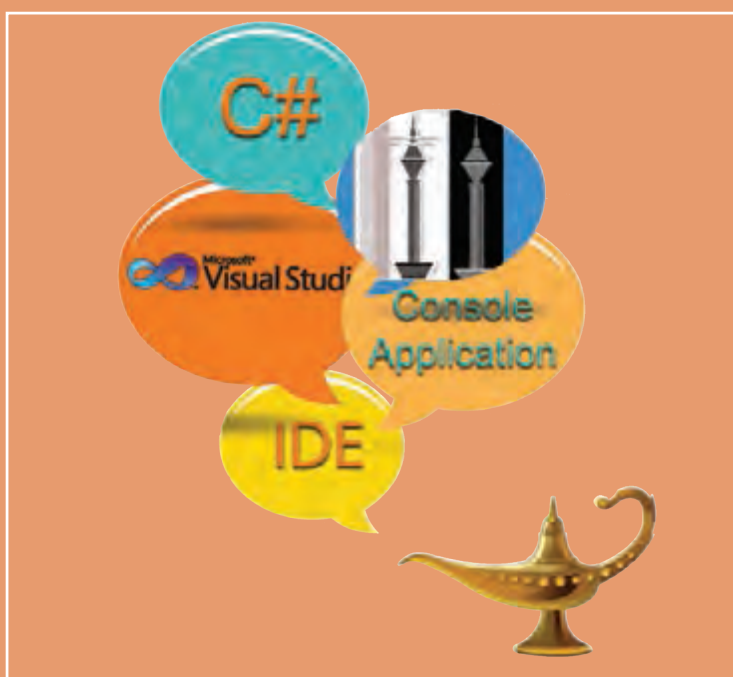 C#
Microsoft®
Visual Studi
Console
Application
IDE